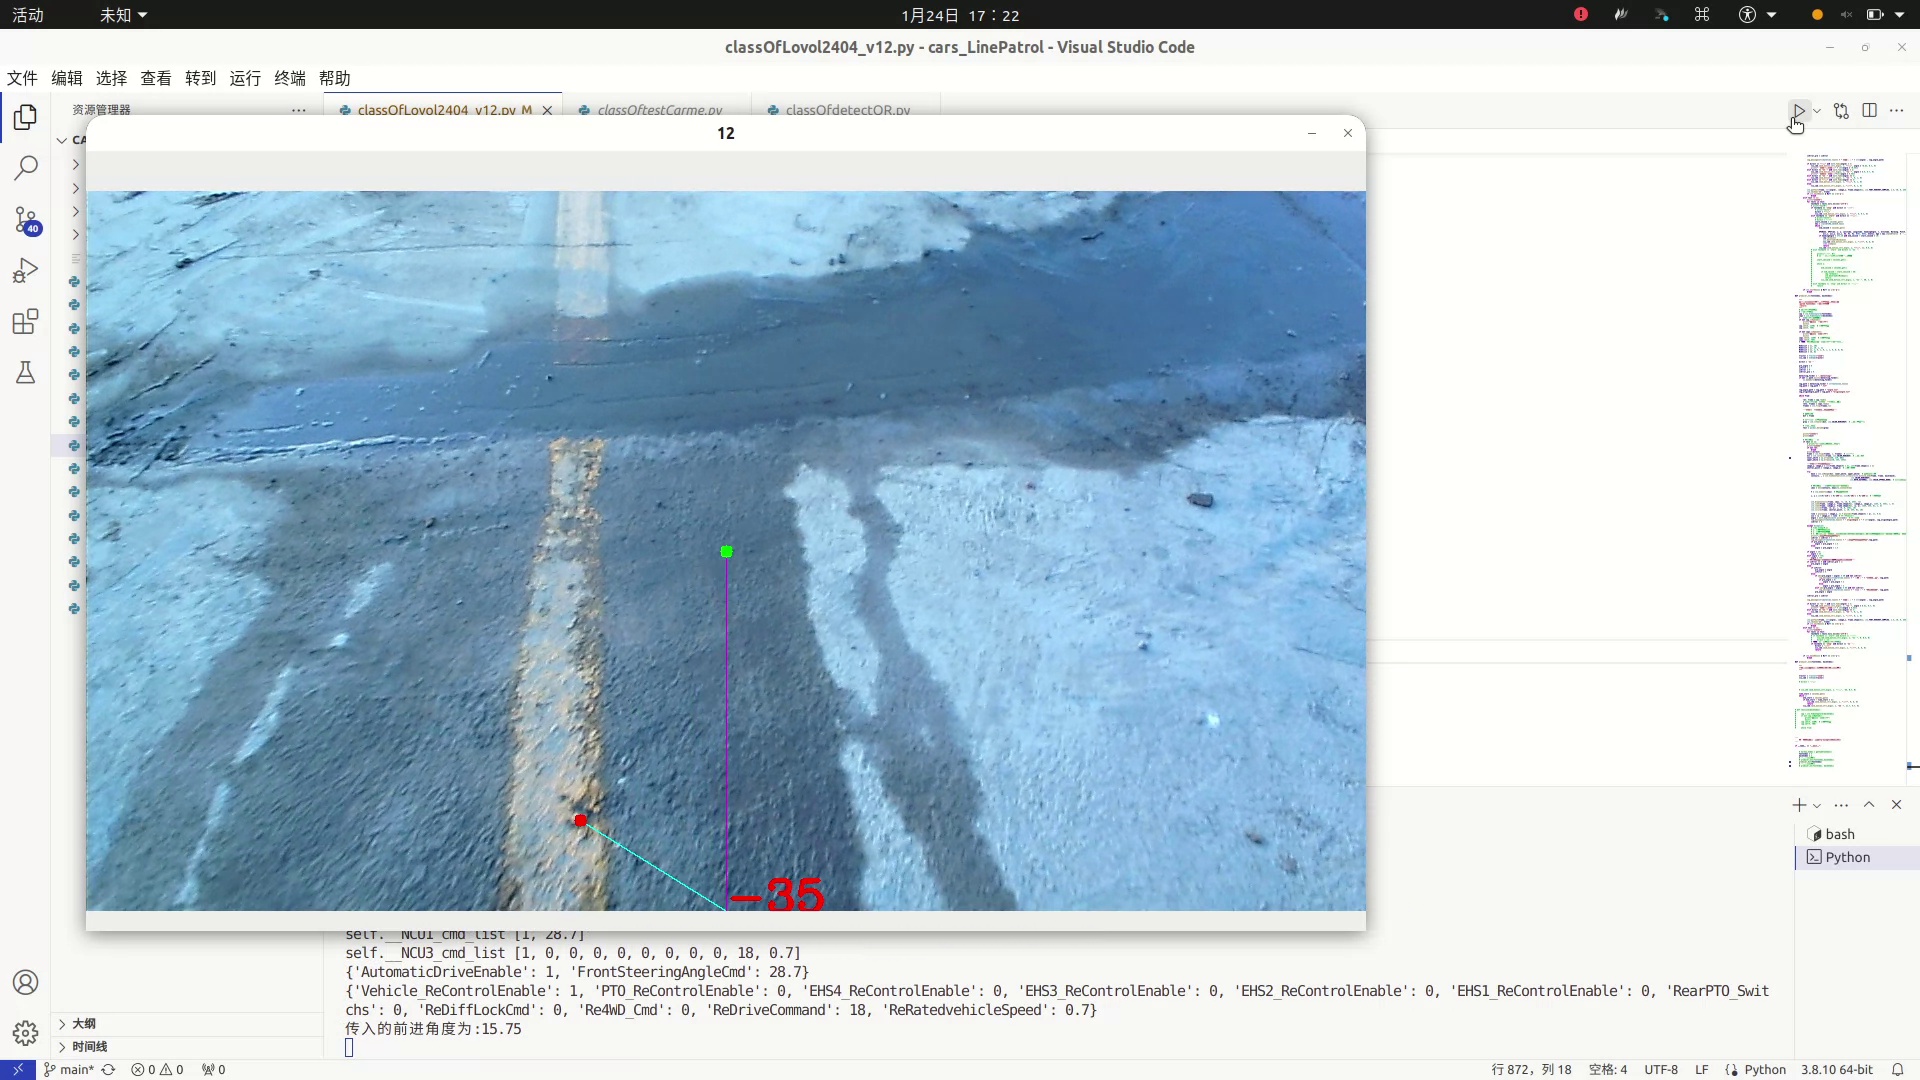 活动
未知
1月24日 17：22
classOfLovol2404_v12.py - cars_LinePatrol - Visual Studio Code
文件 编辑 选择 查看 转到 运行 终端 帮助
资源管理器
classOfLovol2404_v12.py M
classOftestCarme.py
classOfdetectQR.py
CA
12
40
-35
self.__NCU1_cmd_list [1, 28.7]
self.__NCU3_cmd_list [1, 0, 0, 0, 0, 0, 0, 0, 0, 18, 0.7]
{'AutomaticDriveEnable': 1, 'FrontSteeringAngleCmd': 28.7}
{'Vehicle_ReControlEnable': 1, 'PTO_ReControlEnable': 0, 'EHS4_ReControlEnable': 0, 'EHS3_ReControlEnable': 0, 'EHS2_ReControlEnable': 0, 'EHS1_ReControlEnable': 0, 'RearPTO_Swit
chs': 0, 'ReDiffLockCmd': 0, 'Re4WD_Cmd': 0, 'ReDriveCommand': 18, 'ReRatedvehicleSpeed': 0.7}
传入的前进角度为:15.75
bash
Python
大纲
时间线
main*
0 0
0
行 872，列 18
空格: 4
UTF-8
LF
Python
3.8.10 64-bit